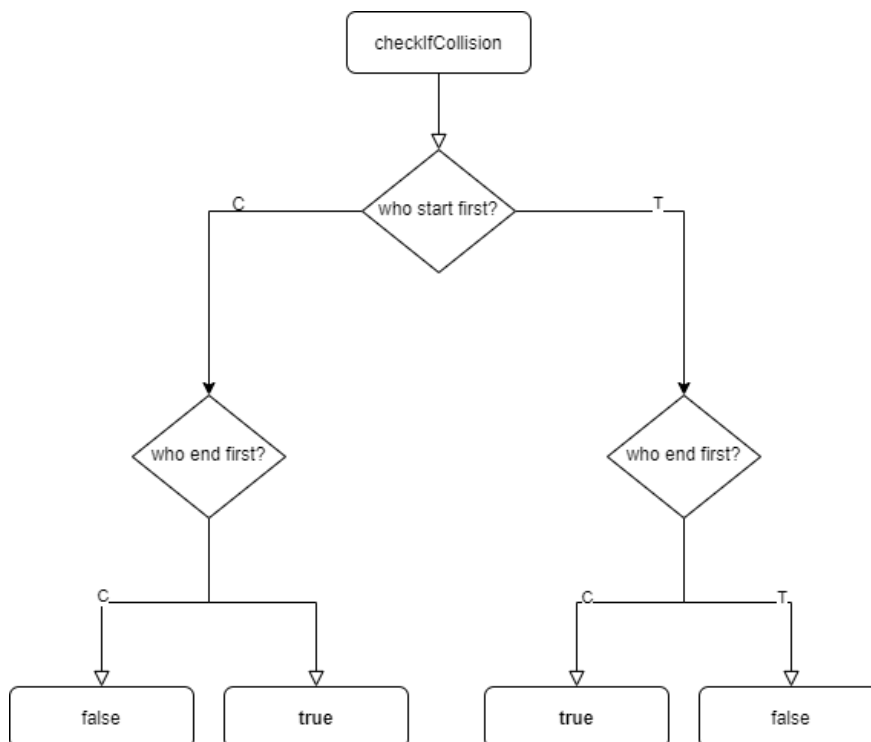 checkIfCollision
who start first?
C
T
who end first?
who end first?
C
C
T
false
true
true
false